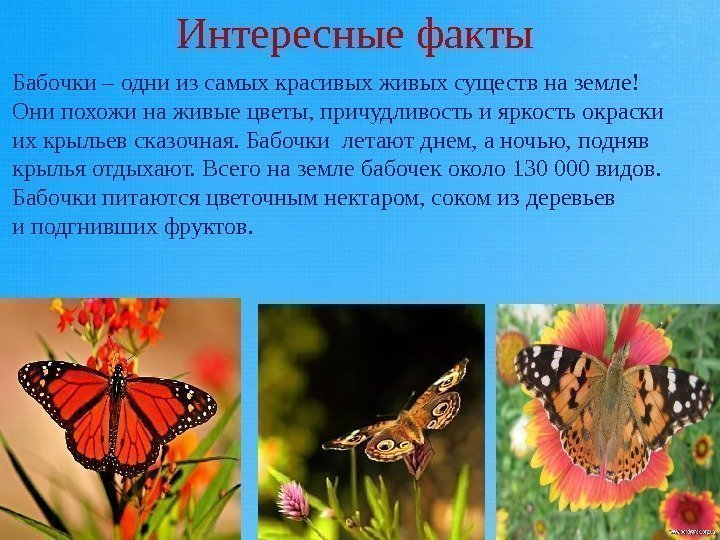 Интересные факты
Бабочки – одни из самых красивых живых существ на земле!
Они похожи на живые цветы, причудливость и яркость окраски
их крыльев сказочная. Бабочки летают днем, а ночью, подняв
крылья отдыхают. Всего на земле бабочек около 130 000 видов.
Бабочки питаются цветочным нектаром, соком из деревьев
и подгнивших фруктов.